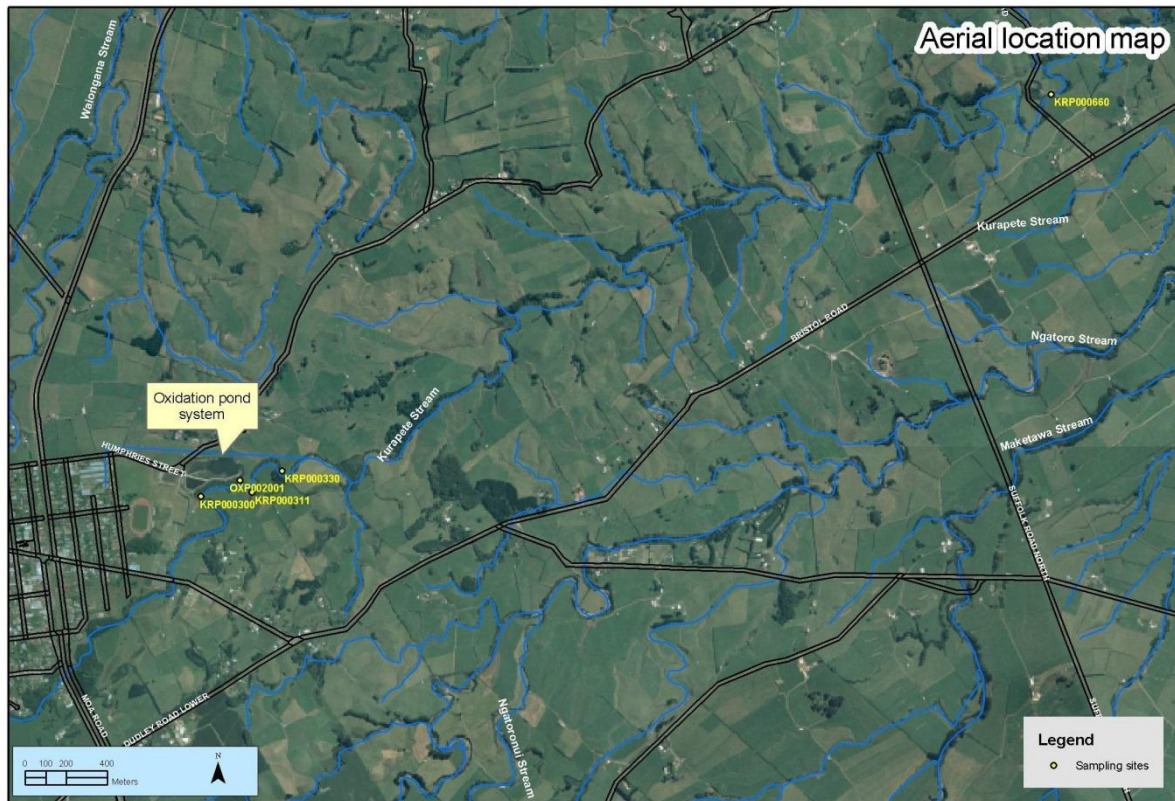 Aerial location map
Waiongana Stream
KRP000660
Kurapete Stream
BRISTOL ROAD
Ngatoro Stream
Maketawa Stream
Oxidation pond
system
Kurapete Stream
HUMPHRIES STREET
KRP000330
OXP002001
KRP000311
KRP000300
SUFFOLK ROAD NORTH
MOA ROAD
DUDLEY ROAD LOWER
Ngatoronui Stream
0 100 200 400
Meters
N
Legend
Sampling sites